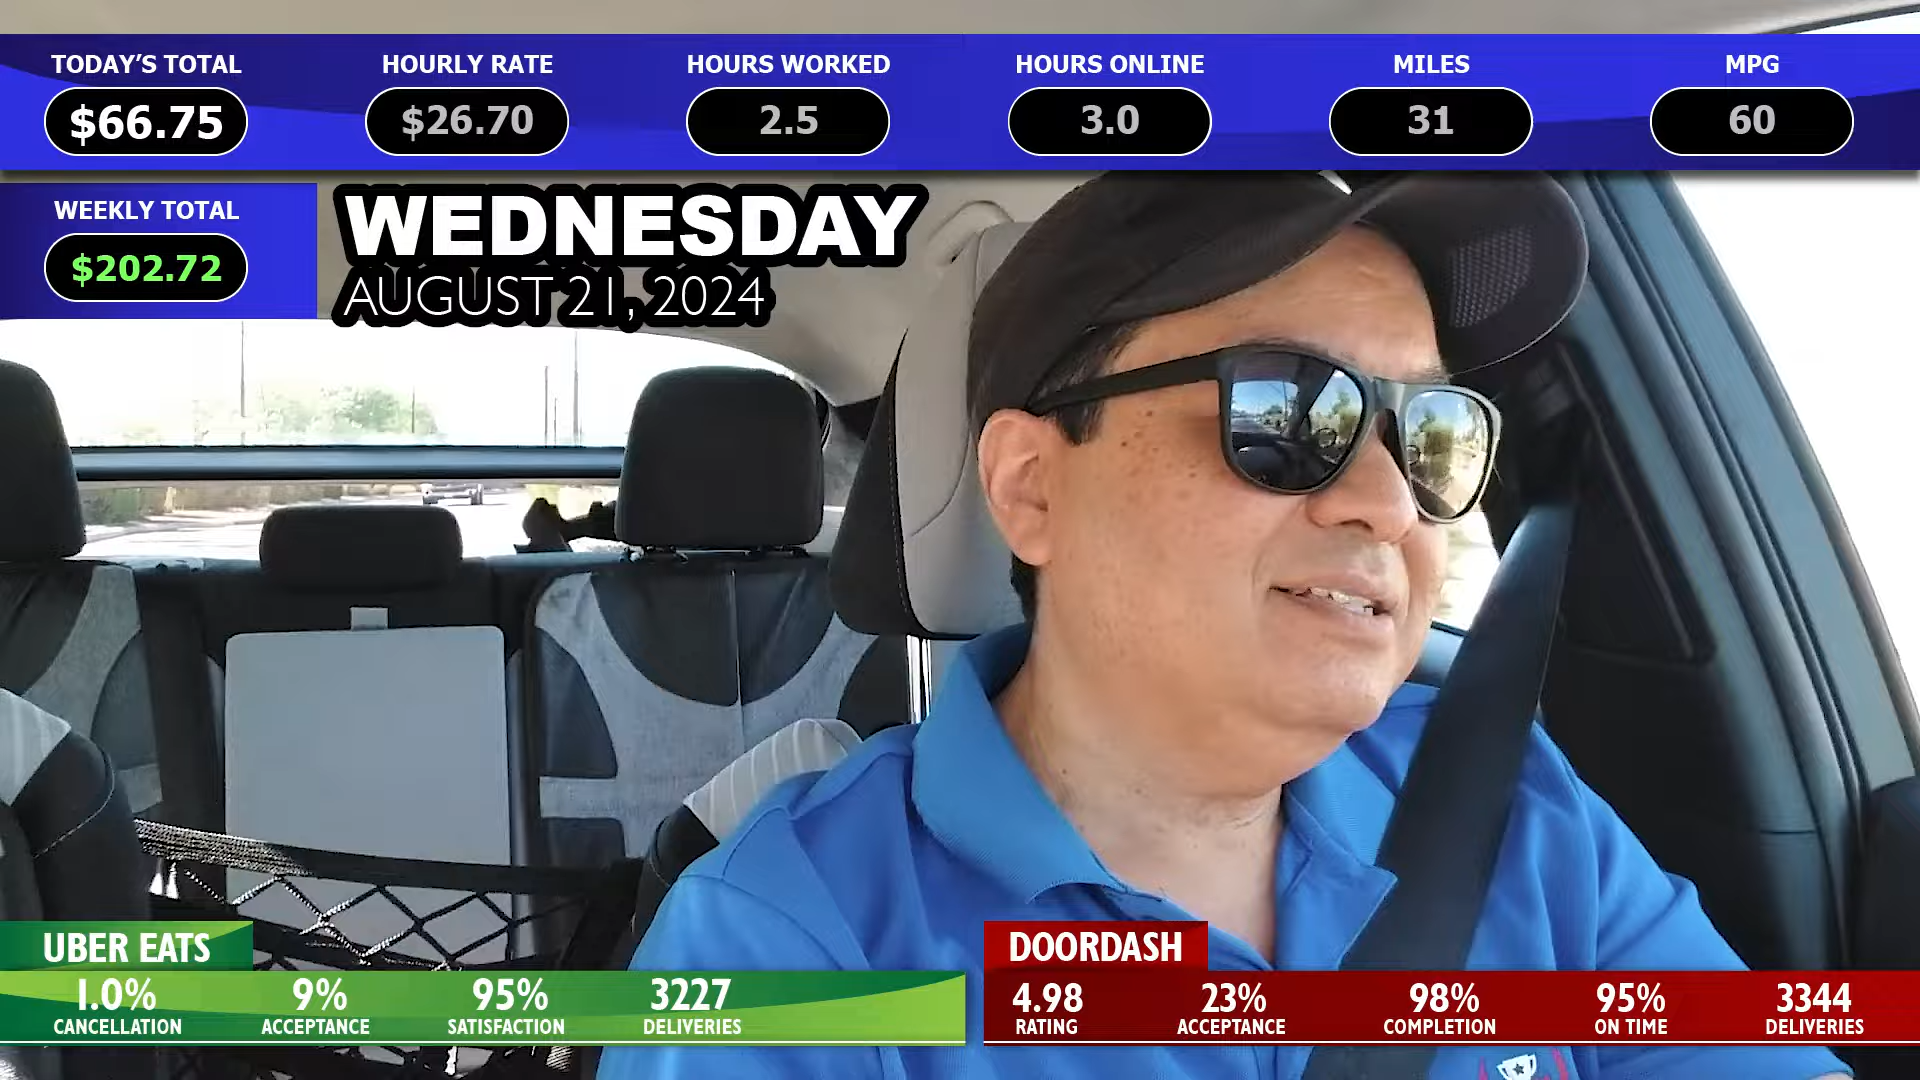 TODAY'S TOTAL
$66.75
HOURLY RATE
$26.70
HOURS WORKED
2.5
HOURS ONLINE
3.0
MILES
31
MPG
60
WEEKLY TOTAL
$202.72
WEDNESDAY
AUGUST 21, 2024
UBER EATS
1.0%
CANCELLATION
9%
ACCEPTANCE
95%
SATISFACTION
3227
DELIVERIES
DOORDASH
4.98
RATING
23%
ACCEPTANCE
98%
COMPLETION
95%
ON TIME
3344
DELIVERIES